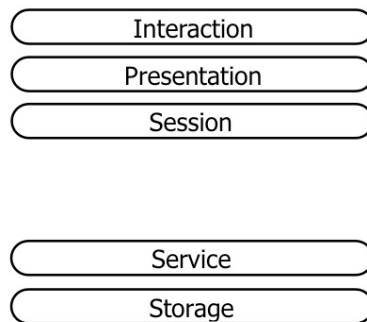 Interaction
Presentation
Session
Service
Storage